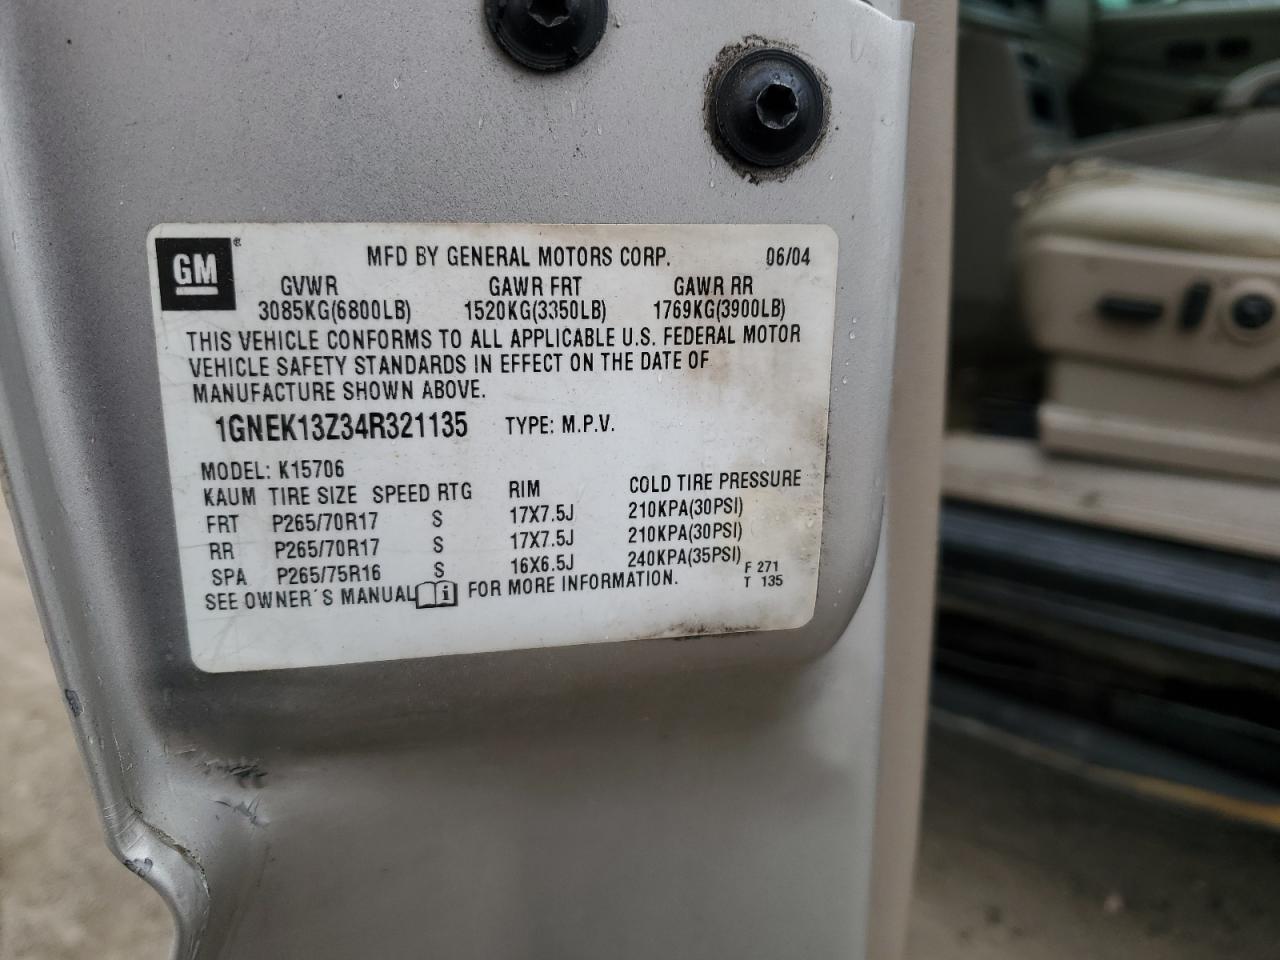 GM ® MFD BY GENERAL MOTORS CORP. 06/04
GVWR GAWR FRT GAWR RR
3085KG(6800LB) 1520KG(3350LB) 1769KG(3900LB)
THIS VEHICLE CONFORMS TO ALL APPLICABLE U.S. FEDERAL MOTOR
VEHICLE SAFETY STANDARDS IN EFFECT ON THE DATE OF
MANUFACTURE SHOWN ABOVE.
1GNEK13Z34R321135 TYPE: M.P.V.
MODEL: K15706
KAUM TIRE SIZE SPEED RTG RIM COLD TIRE PRESSURE
FRT P265/70R17 S 17X7.5J 210KPA(30PSI)
RR P265/70R17 S 17X7.5J 210KPA(30PSI)
SPA P265/75R16 S 16X6.5J 240KPA(35PSI)
SEE OWNER'S MANUAL i FOR MORE INFORMATION.
F 271
T 135